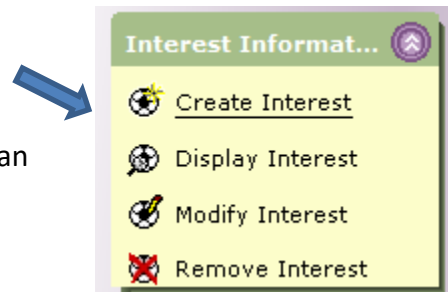 Interest Informat...
Create Interest
an
Display Interest
Modify Interest
Remove Interest